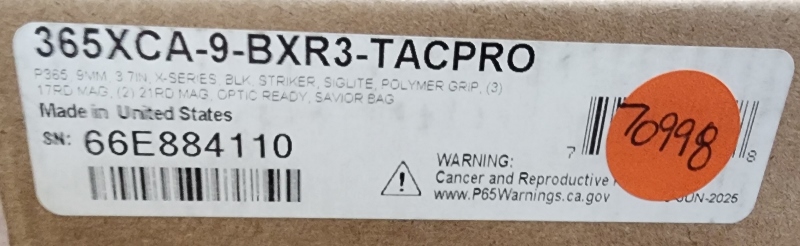 365XCA-9-BXR3-TACPRO
P365, 9MM, 3.7IN, X-SERIES, BLK, STRIKER, SIGLITE, POLYMER GRIP, (3)
17RD MAG, (2) 21RD MAG, OPTIC READY, SAVIOR BAG
Made in United States
SN: 66E884110
70998
7 8
WARNING:
Cancer and Reproductive
www.P65Warnings.ca.gov
JUN-2025